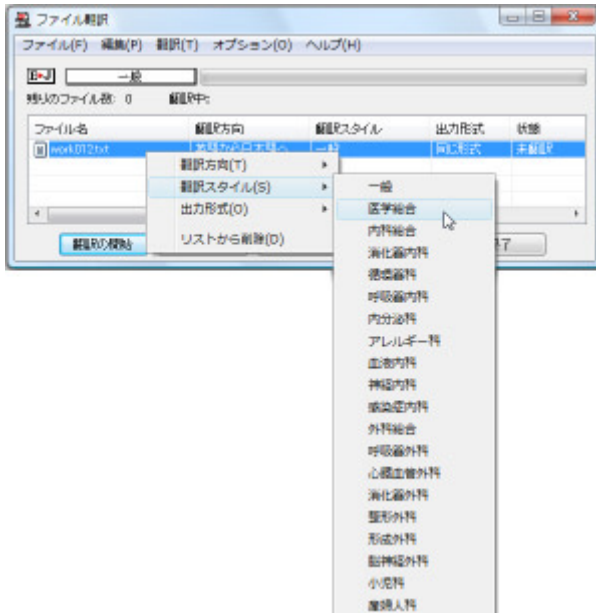 ファイル翻訳
ファイル(F) 編集(P) 翻訳(T) オプション(O) ヘルプ(H)
E▸J 一般
残りのファイル数: 0 翻訳中:
ファイル名 翻訳方向 翻訳スタイル 出力形式 状態
work012.txt 英語から日本語へ 一般 同じ形式 未翻訳
翻訳方向(T)
翻訳スタイル(S)
出力形式(O)
リストから削除(D)
翻訳の開始
一般
医学総合
内科総合
消化器内科
循環器科
呼吸器内科
内分泌科
アレルギー科
血液内科
神経内科
感染症内科
外科総合
呼吸器外科
心臓血管外科
消化器外科
整形外科
形成外科
脳神経外科
小児科
産婦人科